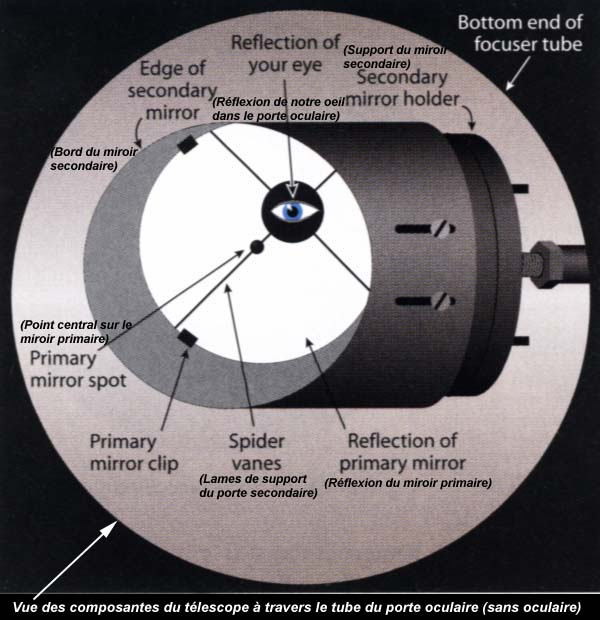 Bottom end of
focuser tube
Reflection of
your eye
(Support du miroir
secondaire)
Secondary
mirror holder
Edge of
secondary
mirror
(Réflexion de notre oeil
dans le porte oculaire)
(Bord du miroir
secondaire)
(Point central sur le
miroir primaire)
Primary
mirror spot
Primary
mirror clip
Spider
vanes
(Lames de support
du porte secondaire)
Reflection of
primary mirror
(Réflexion du miroir primaire)
Vue des composantes du télescope à travers le tube du porte oculaire (sans oculaire)